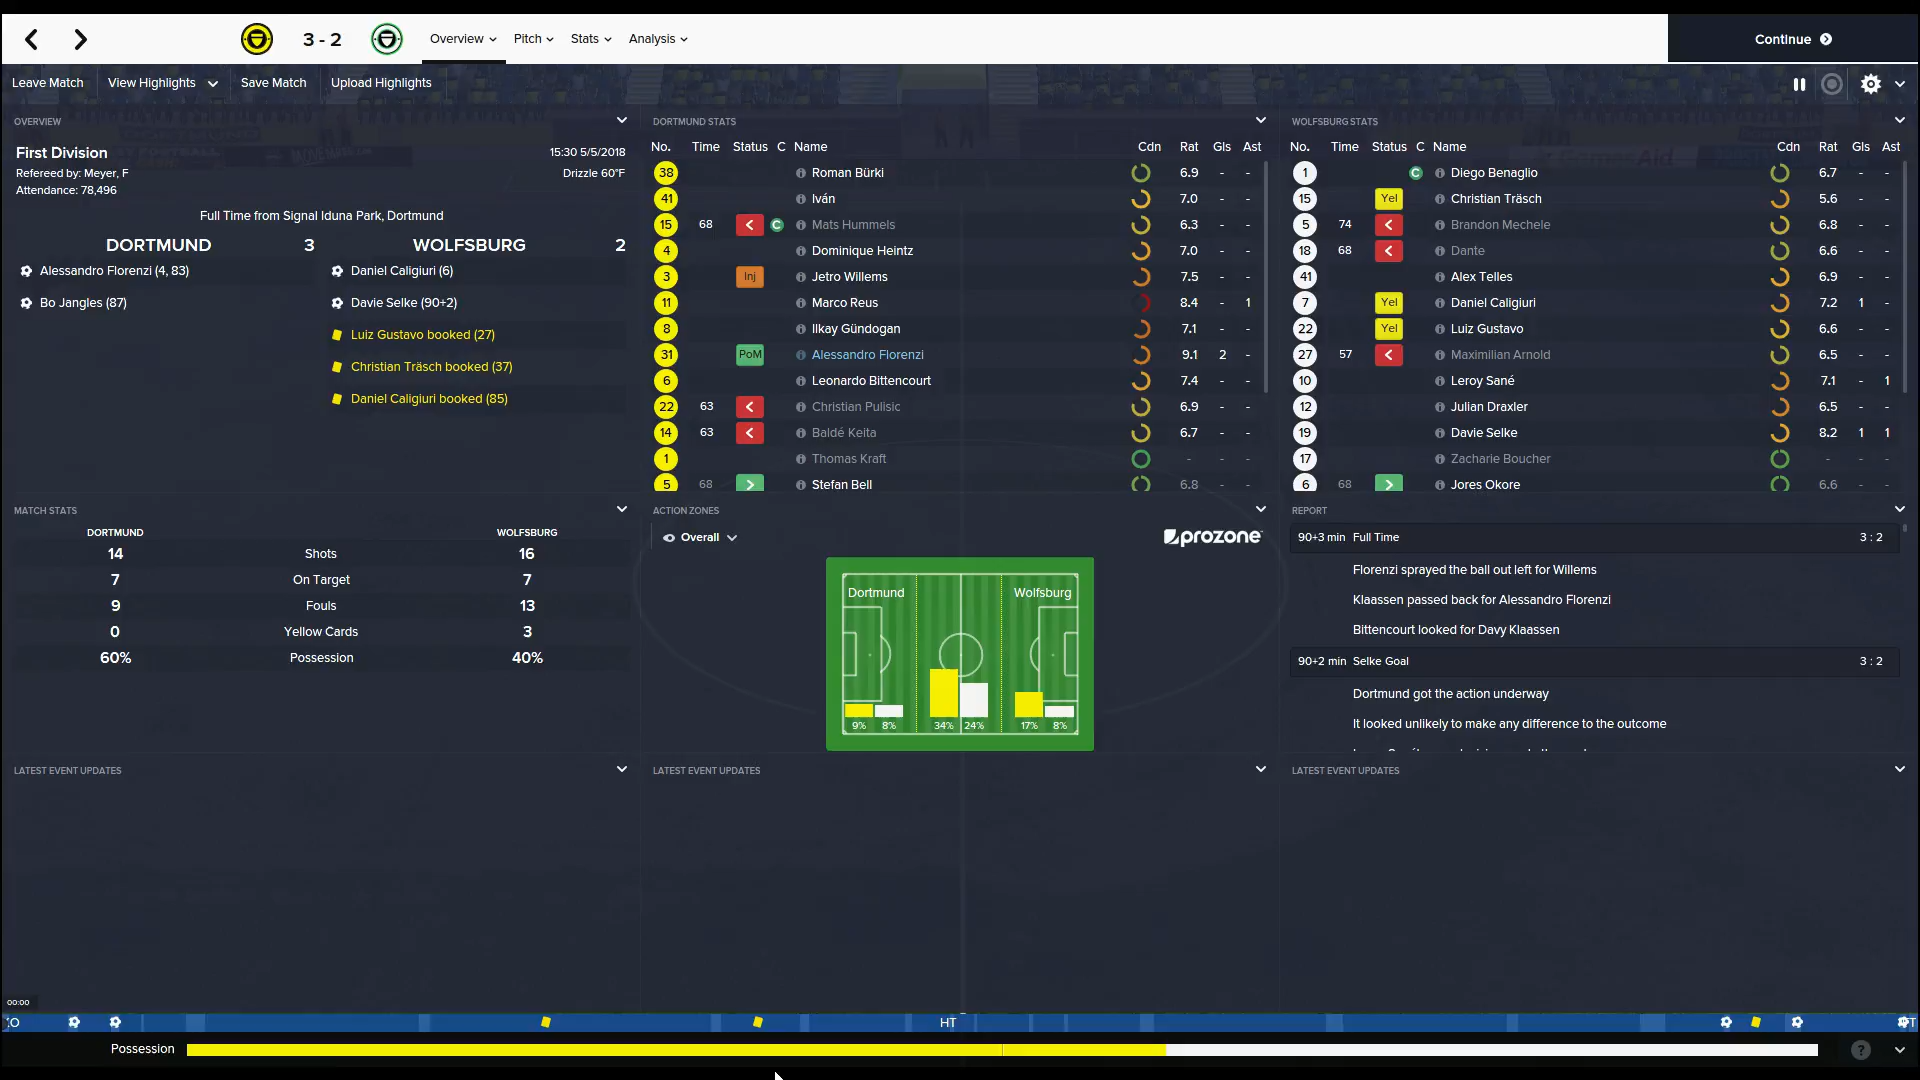 3 - 2 Overview Pitch Stats Analysis Continue
Leave Match View Highlights Save Match Upload Highlights
OVERVIEW
First Division 15:30 5/5/2018
Refereed by: Meyer, F Drizzle 60°F
Attendance: 78,496
Full Time from Signal Iduna Park, Dortmund
DORTMUND 3 WOLFSBURG 2
Alessandro Florenzi (4, 83) Daniel Caligiuri (6)
Bo Jangles (87) Davie Selke (90+2)
Luiz Gustavo booked (27)
Christian Träsch booked (37)
Daniel Caligiuri booked (85)
DORTMUND STATS
No. Time Status C Name Cdn Rat Gls Ast
38 Roman Bürki 6.9 - -
41 Iván 7.0 - -
15 68 C Mats Hummels 6.3 - -
4 Dominique Heintz 7.0 - -
3 Inj Jetro Willems 7.5 - -
11 Marco Reus 8.4 - 1
8 Ilkay Gündogan 7.1 - -
31 PoM Alessandro Florenzi 9.1 2 -
6 Leonardo Bittencourt 7.4 - -
22 63 Christian Pulisic 6.9 - -
14 63 Baldé Keita 6.7 - -
1 Thomas Kraft - - -
5 68 Stefan Bell 6.8 - -
WOLFSBURG STATS
No. Time Status C Name Cdn Rat Gls Ast
1 C Diego Benaglio 6.7 - -
15 Yel Christian Träsch 5.6 - -
5 74 Brandon Mechele 6.8 - -
18 68 Dante 6.6 - -
41 Alex Telles 6.9 - -
7 Yel Daniel Caligiuri 7.2 1 -
22 Yel Luiz Gustavo 6.6 - -
27 57 Maximilian Arnold 6.5 - -
10 Leroy Sané 7.1 - 1
12 Julian Draxler 6.5 - -
19 Davie Selke 8.2 1 1
17 Zacharie Boucher - - -
6 68 Jores Okore 6.6 - -
MATCH STATS
DORTMUND WOLFSBURG
14 Shots 16
7 On Target 7
9 Fouls 13
0 Yellow Cards 3
60% Possession 40%
ACTION ZONES
Overall prozone
Dortmund Wolfsburg
9% 8% 34% 24% 17% 8%
REPORT
90+3 min Full Time 3 : 2
Florenzi sprayed the ball out left for Willems
Klaassen passed back for Alessandro Florenzi
Bittencourt looked for Davy Klaassen
90+2 min Selke Goal 3 : 2
Dortmund got the action underway
It looked unlikely to make any difference to the outcome
LATEST EVENT UPDATES
LATEST EVENT UPDATES
LATEST EVENT UPDATES
00:00
HT
Possession